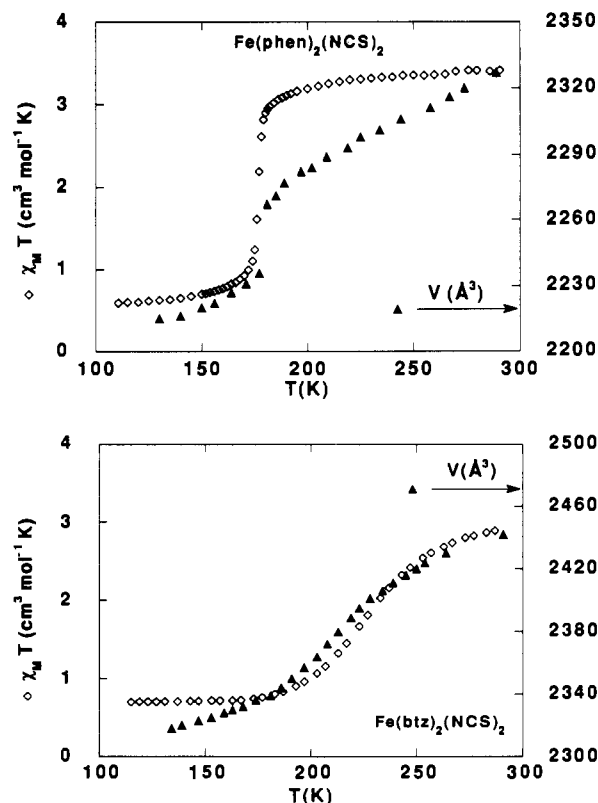 Fe(phen)₂(NCS)₂
◇ χ_M T (cm³ mol⁻¹ K)
4
3
2
1
0
2350
2320
2290
2260
2230
2200
▲ V (Å³)
100 150 200 250 300
T(K)
◇ χ_M T (cm³ mol⁻¹ K)
4
3
2
1
0
2500
2460
2420
2380
2340
2300
▲ V(Å³)
Fe(btz)₂(NCS)₂
100 150 200 250 300
T(K)